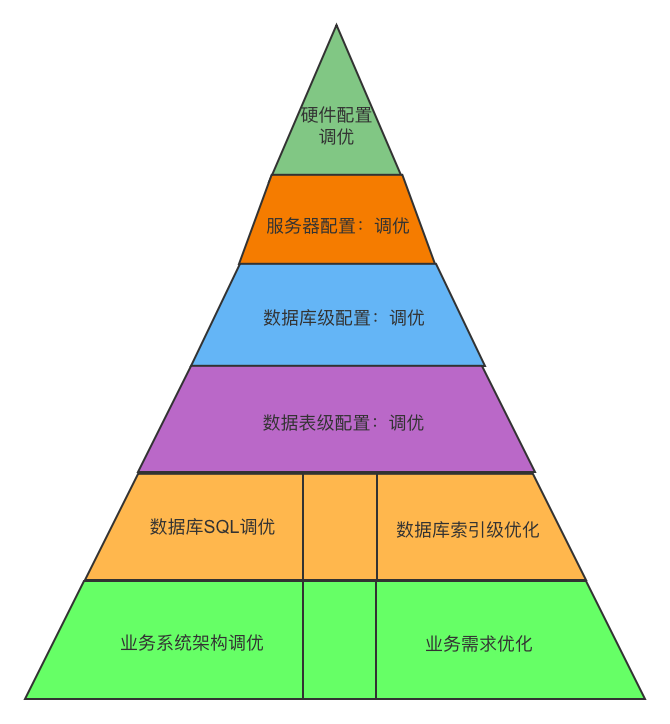 硬件配置
调优
服务器配置：调优
数据库级配置：调优
数据表级配置：调优
数据库SQL调优
数据库索引级优化
业务系统架构调优
业务需求优化